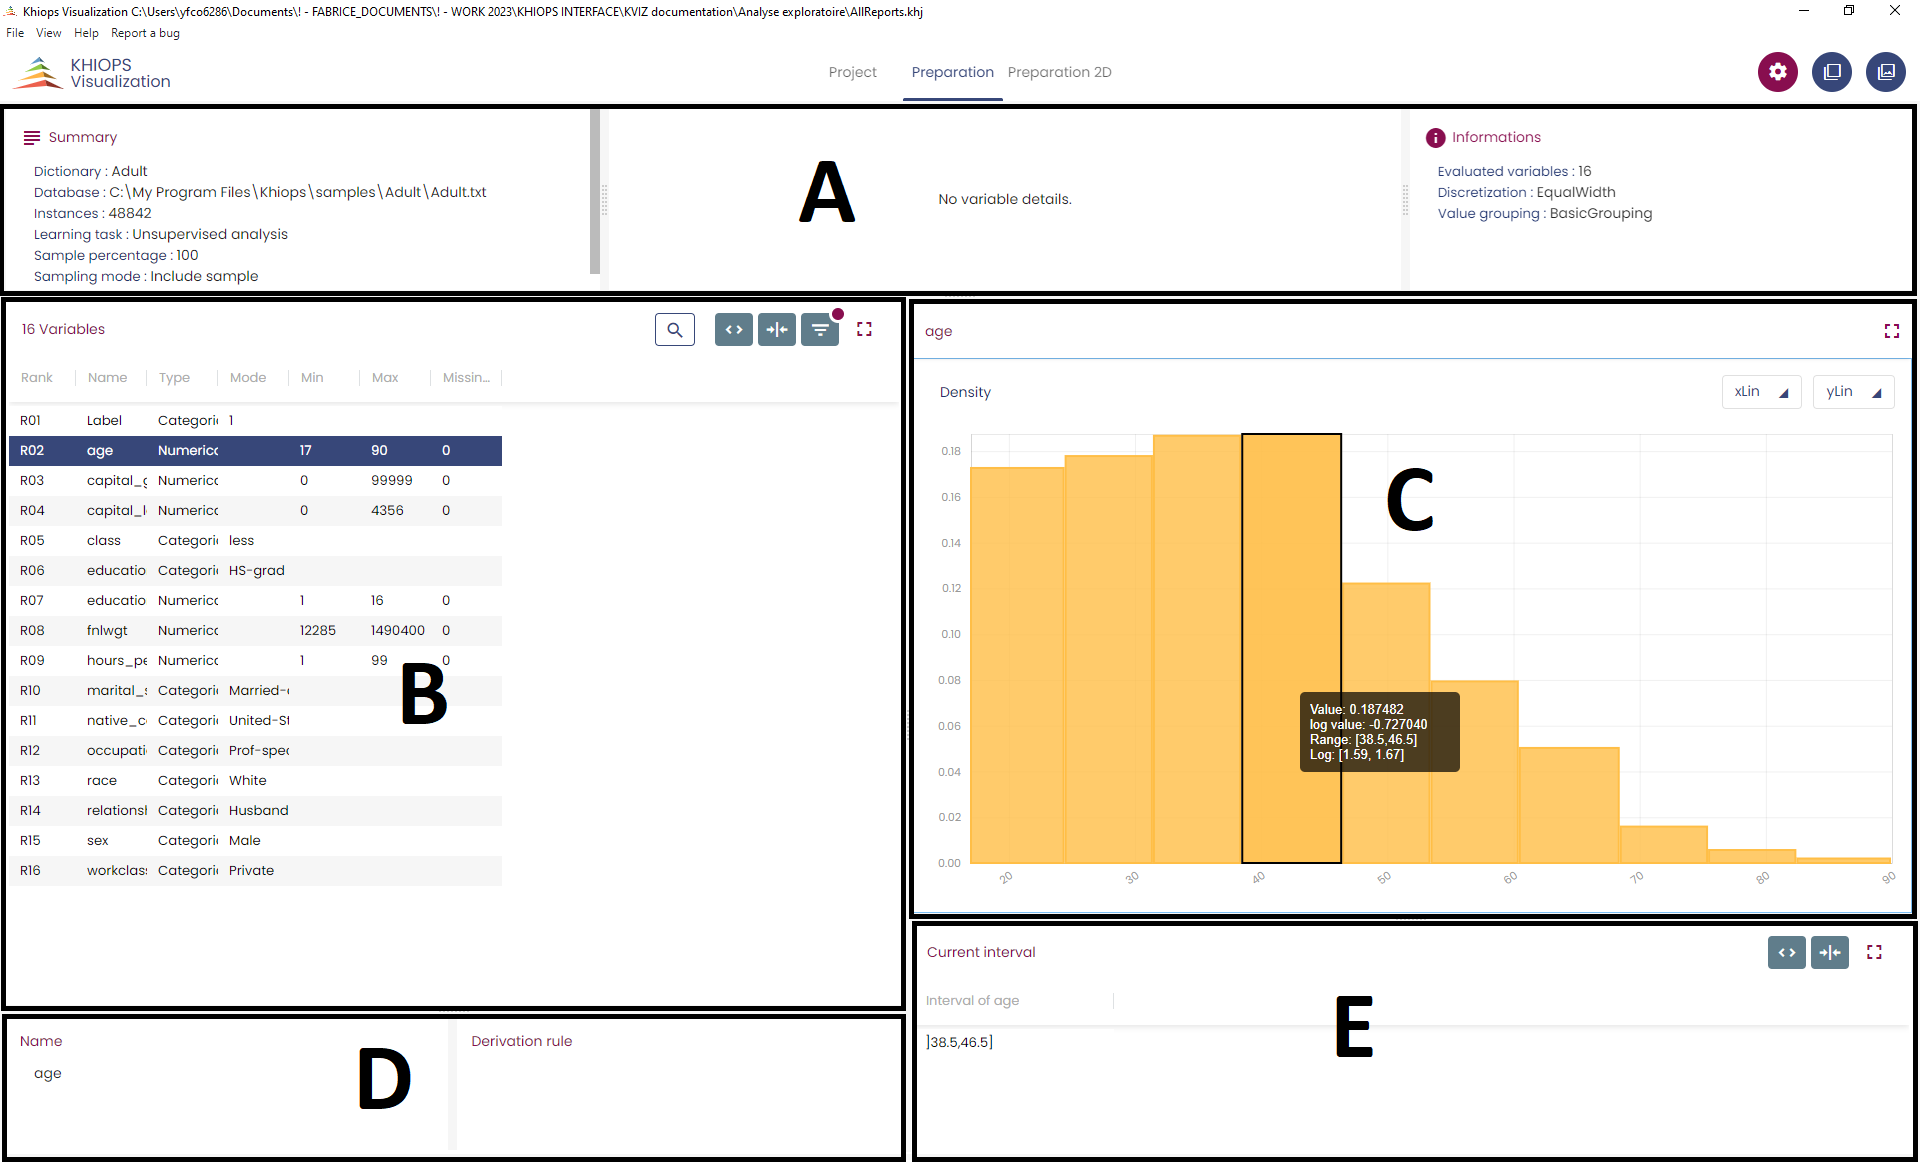 Khiops Visualization C:\Users\yfco6286\Documents\! - FABRICE_DOCUMENTS\! - WORK 2023\KHIOPS INTERFACE\KVIZ documentation\Analyse exploratoire\AllReports.khj
File View Help Report a bug
KHIOPS
Visualization
Project Preparation Preparation 2D
Summary
Dictionary : Adult
Database : C:\My Program Files\Khiops\samples\Adult\Adult.txt
Instances : 48842
Learning task : Unsupervised analysis
Sample percentage : 100
Sampling mode : Include sample
A
No variable details.
Informations
Evaluated variables : 16
Discretization : EqualWidth
Value grouping : BasicGrouping
16 Variables
Rank Name Type Mode Min Max Missin...
R01 Label Categori 1
R02 age Numeric 17 90 0
R03 capital_g Numeric 0 99999 0
R04 capital_l Numeric 0 4356 0
R05 class Categori less
R06 educatio Categori HS-grad
R07 educatio Numeric 1 16 0
R08 fnlwgt Numeric 12285 1490400 0
R09 hours_pe Numeric 1 99 0
R10 marital_s Categori Married-
R11 native_c Categori United-St
R12 occupati Categori Prof-spec
R13 race Categori White
R14 relations Categori Husband
R15 sex Categori Male
R16 workclas Categori Private
B
age
Density
xLin yLin
0.18
0.16
0.14
0.12
0.10
0.08
0.06
0.04
0.02
0.00
20 30 40 50 60 70 80 90
C
Value: 0.187482
log value: -0.727040
Range: [38.5,46.5]
Log: [1.59, 1.67]
Name
age
D
Derivation rule
Current interval
Interval of age
]38.5,46.5]
E